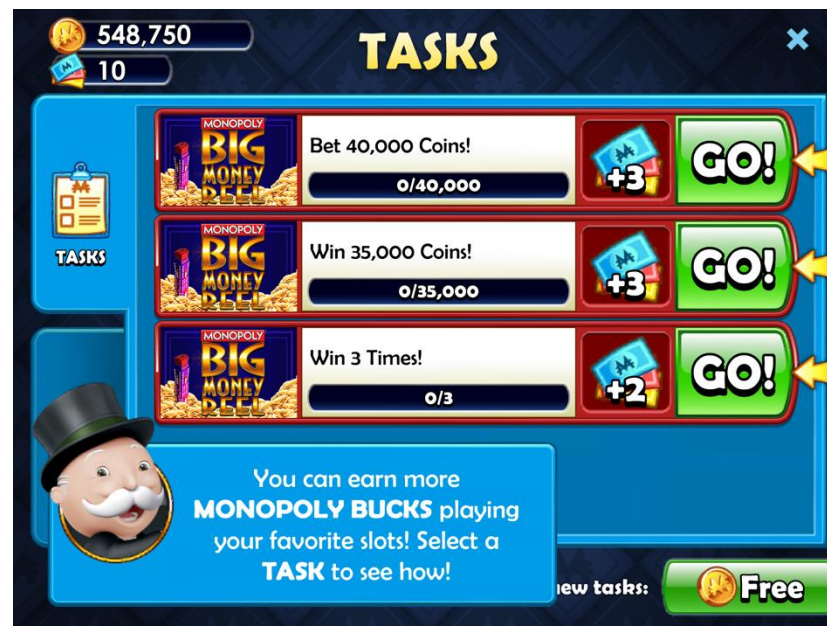 548,750
TASKS
10
MONOPOLY
BIG
MONEY
REEL
Bet 40,000 Coins!
0/40,000
+3
GO!
TASKS
MONOPOLY
BIG
MONEY
REEL
Win 35,000 Coins!
0/35,000
+3
GO!
MONOPOLY
BIG
MONEY
REEL
Win 3 Times!
0/3
+2
GO!
You can earn more
MONOPOLY BUCKS playing
your favorite slots! Select a
TASK to see how!
new tasks:
Free